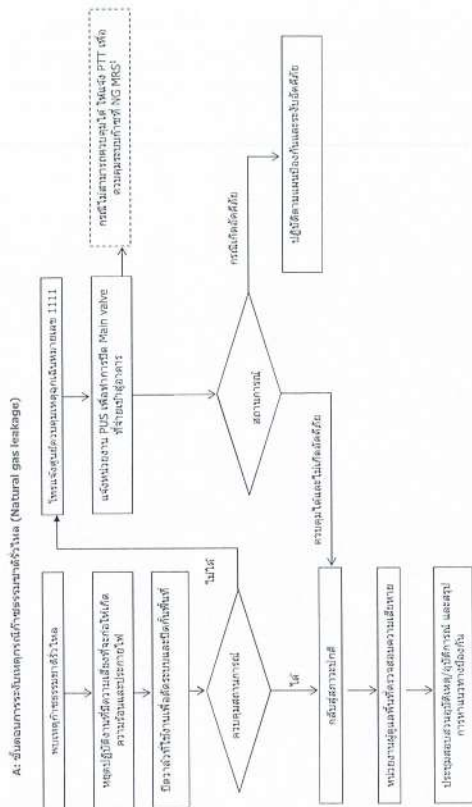 A: ขั้นตอนการระงับเหตุกรณีก๊าซธรรมชาติรั่วไหล (Natural gas leakage)
พบเหตุก๊าซธรรมชาติรั่วไหล
หยุดปฏิบัติงานที่มีความเสี่ยงที่จะก่อให้เกิด
ความร้อนและประกายไฟ
ปิดวาล์วที่ใช้งานเพื่อตัดระบบและปิดกั้นพื้นที่
ควบคุมสถานการณ์
ไม่ได้
ได้
โทรแจ้งศูนย์ควบคุมเหตุฉุกเฉินหมายเลข 1111
แจ้งหน่วยงาน PUS เพื่อทำการปิด Main valve
ที่จ่ายเข้าสู่อาคาร
กรณีไม่สามารถควบคุมได้ ให้แจ้ง PTT เพื่อ
ควบคุมระบบก๊าซที่ NG MRS¹
สถานการณ์
กรณีเกิดอัคคีภัย
ปฏิบัติตามแผนป้องกันและระงับอัคคีภัย
ควบคุมได้และไม่เกิดอัคคีภัย
กลับสู่สภาวะปกติ
หน่วยงานผู้ดูแลพื้นที่ตรวจสอบความเสียหาย
ประชุมสอบสวนอุบัติเหตุ/อุบัติการณ์ และสรุป
การหาแนวทางป้องกัน